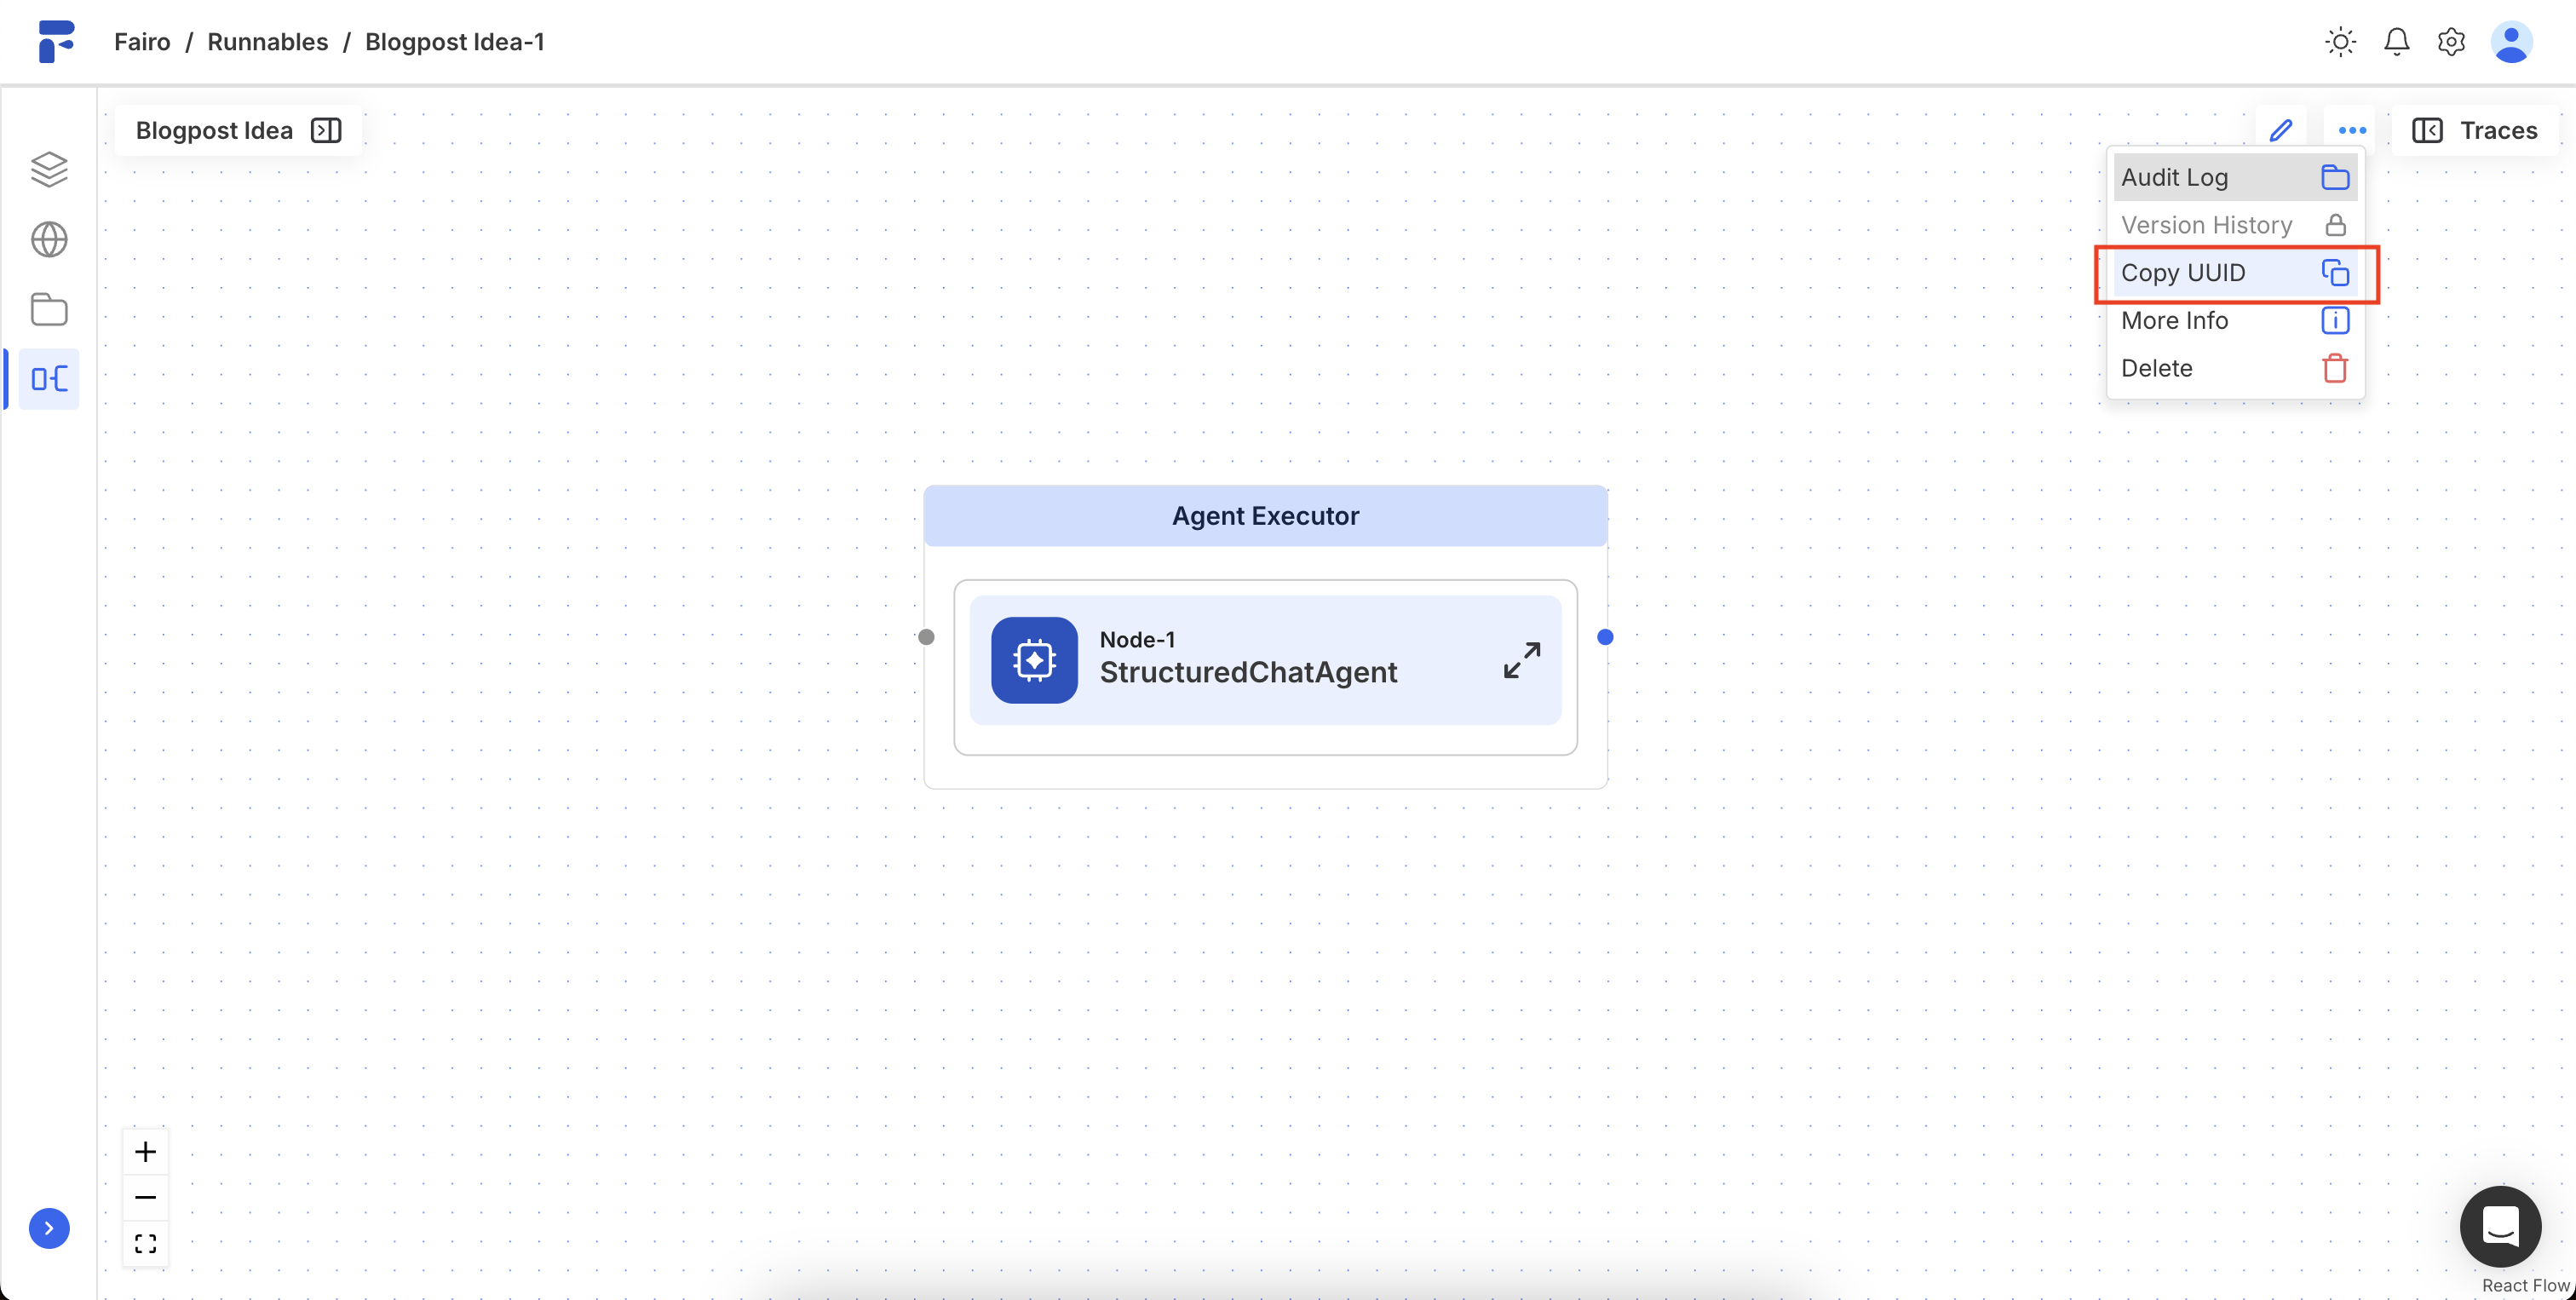 Fairo / Runnables / Blogpost Idea-1
Blogpost Idea
Traces
Audit Log
Version History
Copy UUID
More Info
Delete
Agent Executor
Node-1
StructuredChatAgent
React Flow